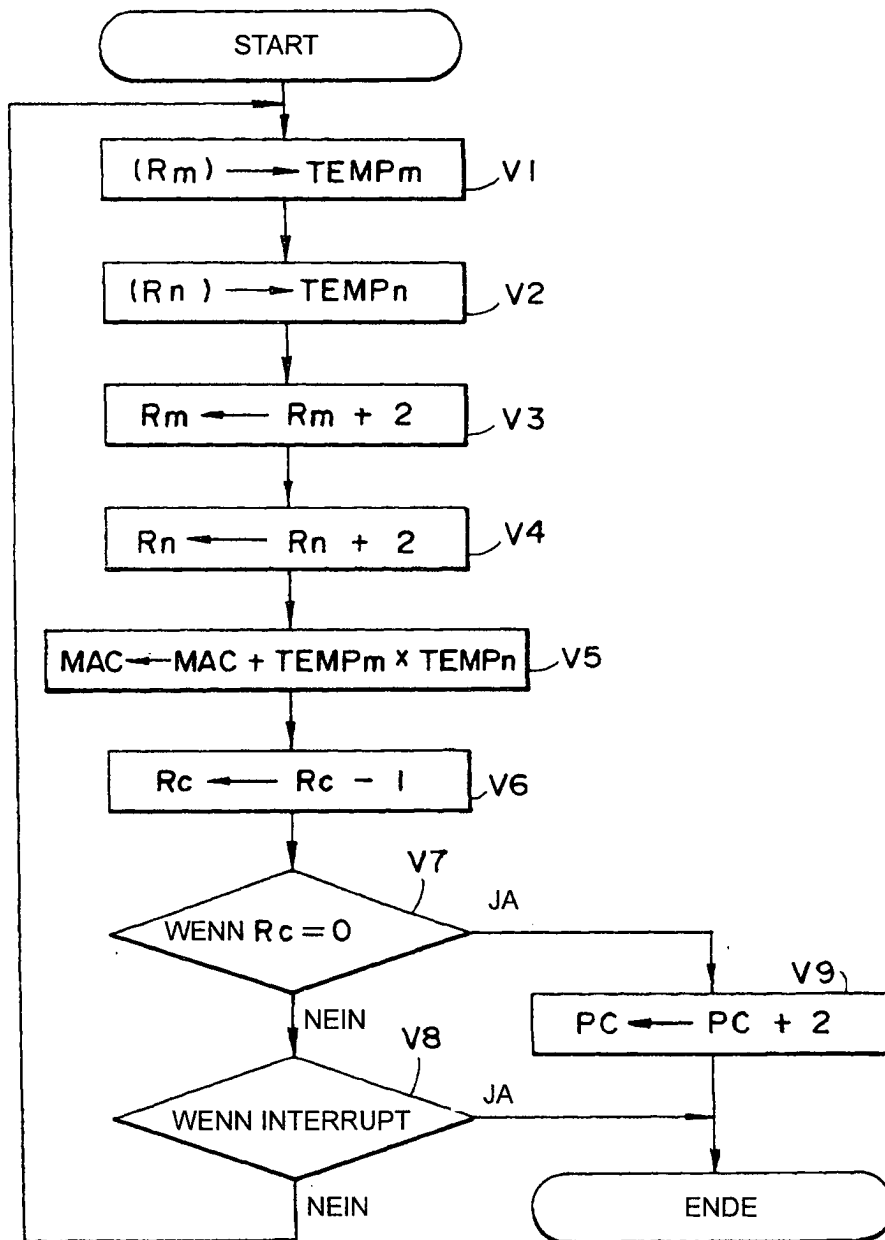 START
(Rm) → TEMPm V1
(Rn) → TEMPn V2
Rm ← Rm + 2 V3
Rn ← Rn + 2 V4
MAC ← MAC + TEMPm × TEMPn V5
Rc ← Rc - 1 V6
V7
WENN Rc = 0
JA
V9
PC ← PC + 2
NEIN
V8
WENN INTERRUPT
JA
NEIN
ENDE